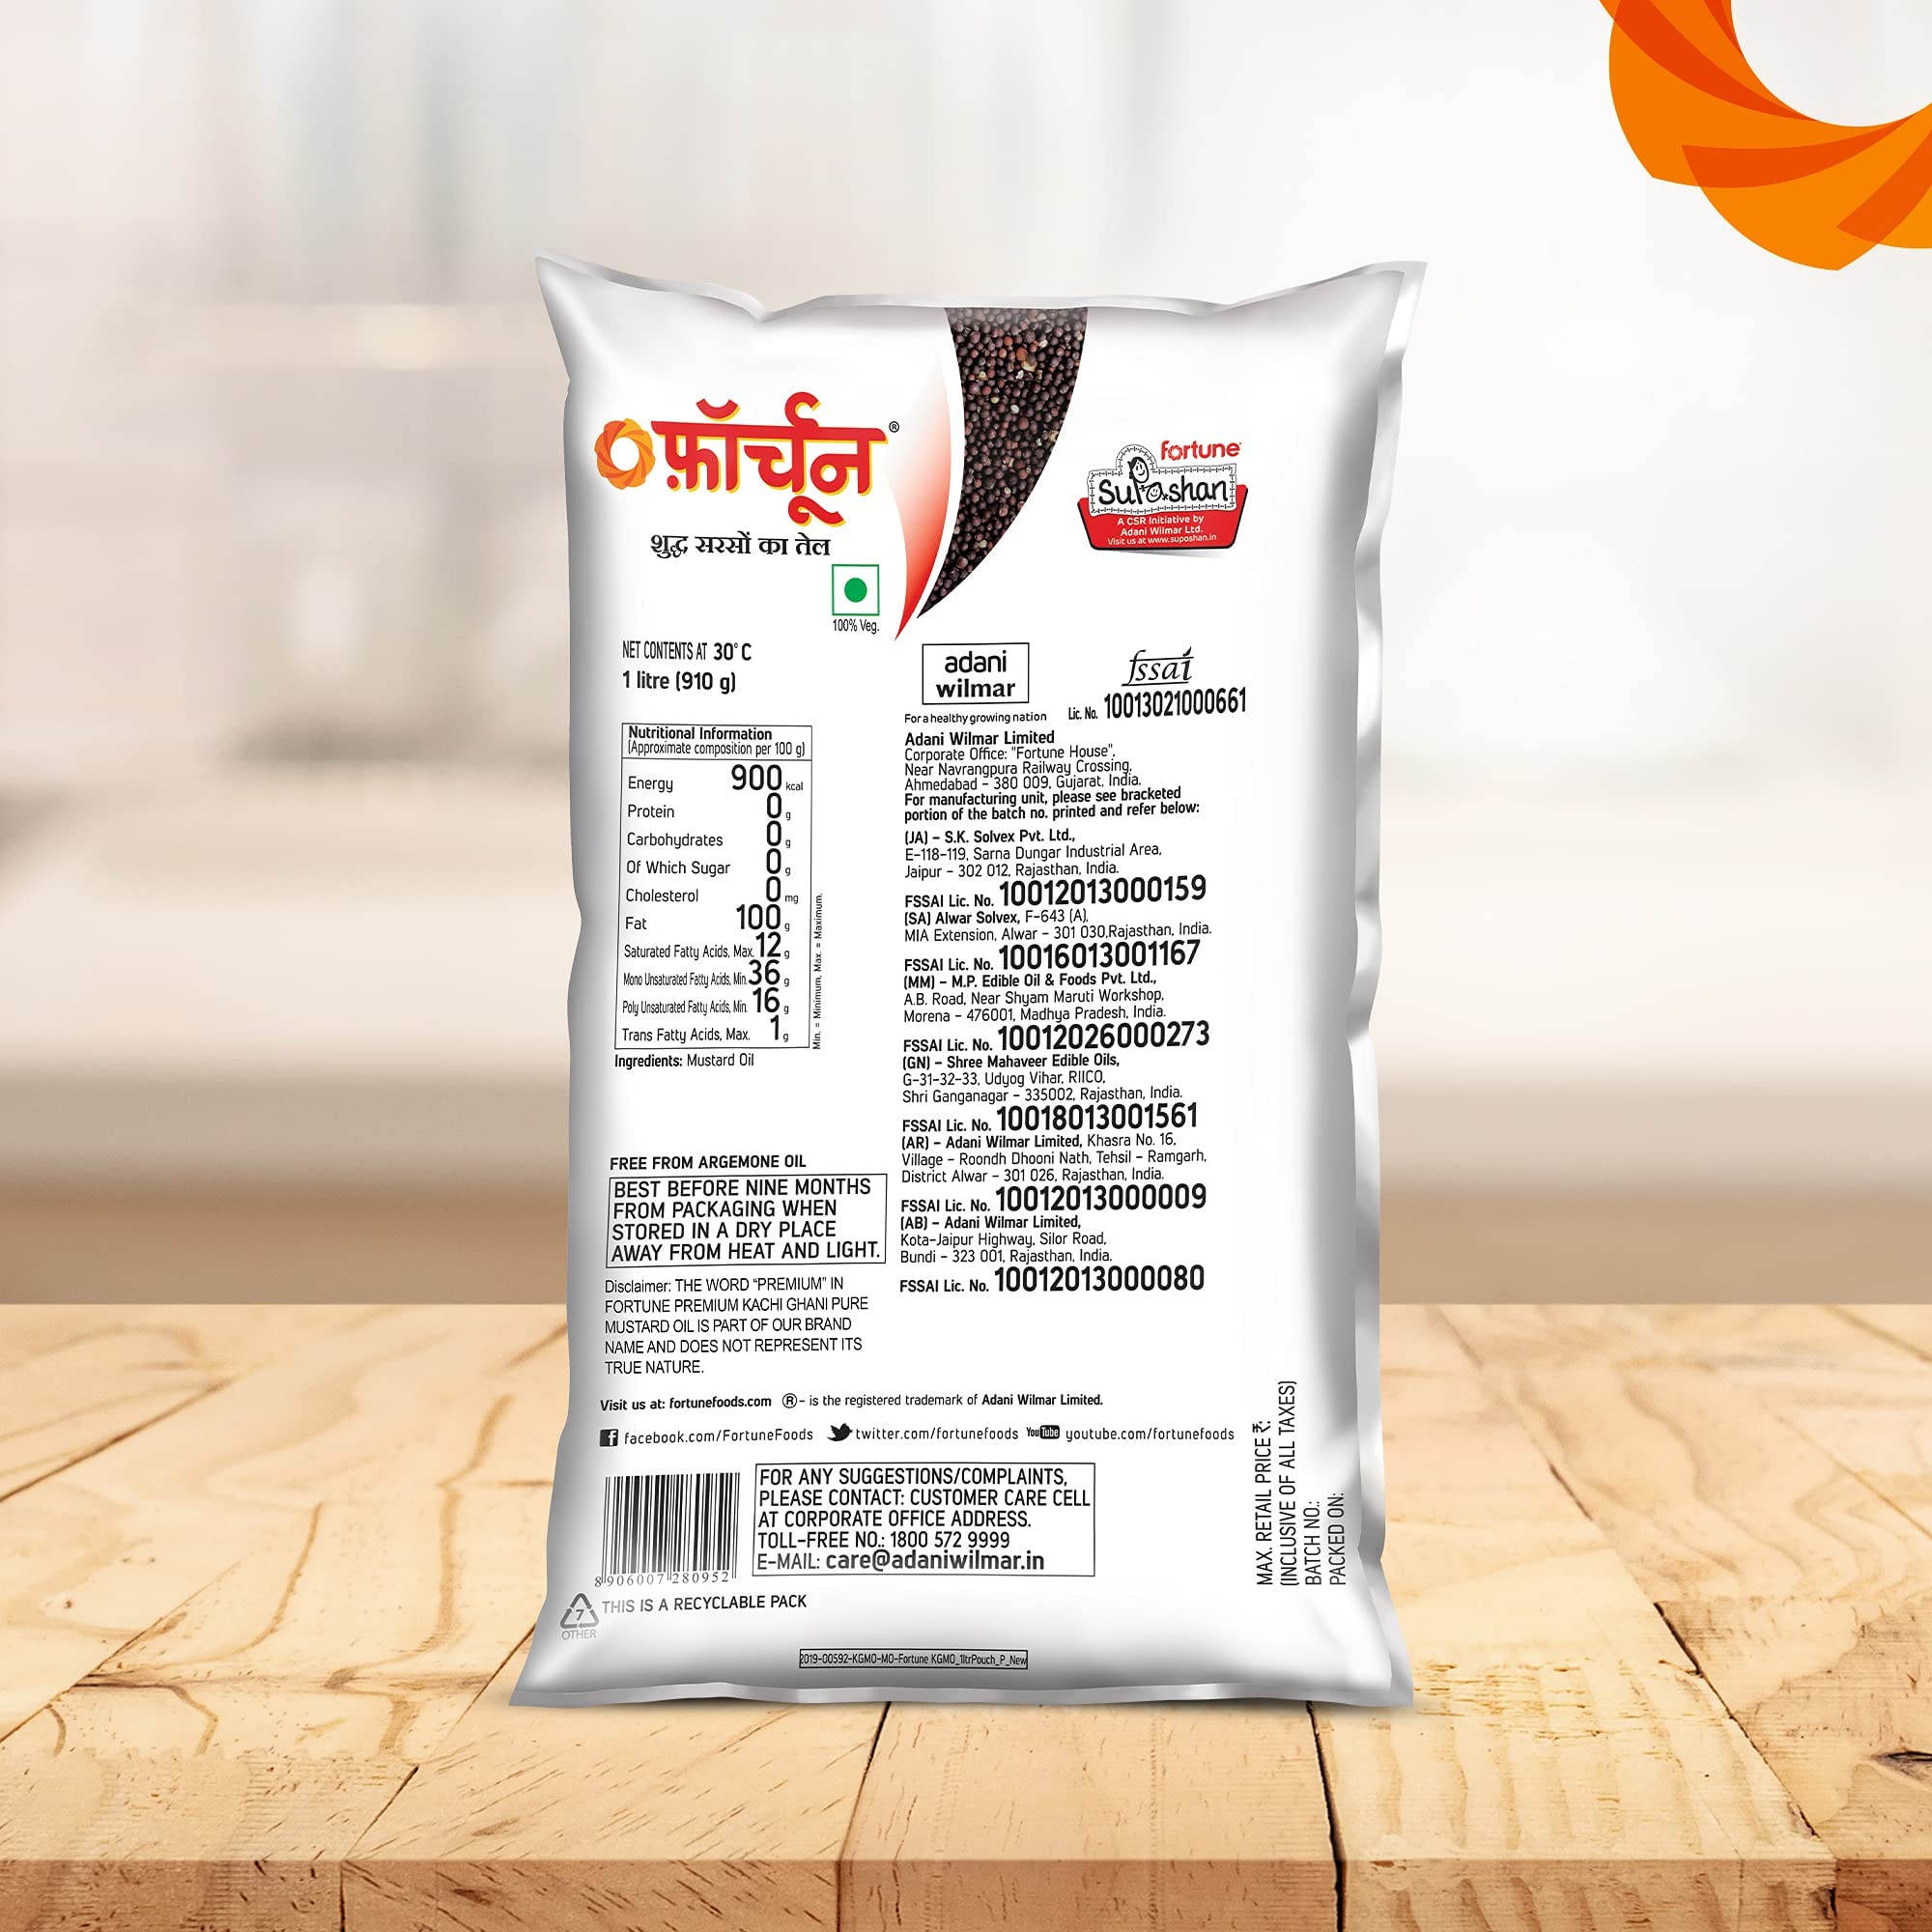 फ़ॉर्चून®
शुद्ध सरसों का तेल
100% Veg.
fortune
Suposhan
A CSR Initiative by
Adani Wilmar Ltd.
Visit us at www.suposhan.in
NET CONTENTS AT 30° C
1 litre (910 g)
Nutritional Information
(Approximate composition per 100 g)
Energy 900 kcal
Protein 0 g
Carbohydrates 0 g
Of Which Sugar 0 g
Cholesterol 0 mg
Fat 100 g
Saturated Fatty Acids, Max. 12 g
Mono Unsaturated Fatty Acids, Min. 36 g
Poly Unsaturated Fatty Acids, Min. 16 g
Trans Fatty Acids, Max. 1 g
Min. = Minimum, Max. = Maximum.
Ingredients: Mustard Oil
FREE FROM ARGEMONE OIL
BEST BEFORE NINE MONTHS
FROM PACKAGING WHEN
STORED IN A DRY PLACE
AWAY FROM HEAT AND LIGHT.
Disclaimer: THE WORD "PREMIUM" IN
FORTUNE PREMIUM KACHI GHANI PURE
MUSTARD OIL IS PART OF OUR BRAND
NAME AND DOES NOT REPRESENT ITS
TRUE NATURE.
adani
wilmar
For a healthy growing nation
fssai
Lic. No. 10013021000661
Adani Wilmar Limited
Corporate Office: "Fortune House",
Near Navrangpura Railway Crossing,
Ahmedabad - 380 009, Gujarat, India.
For manufacturing unit, please see bracketed
portion of the batch no. printed and refer below:
(JA) - S.K. Solvex Pvt. Ltd.,
E-118-119, Sarna Dungar Industrial Area,
Jaipur - 302 012, Rajasthan, India.
FSSAI Lic. No. 10012013000159
(SA) Alwar Solvex, F-643 (A),
MIA Extension, Alwar - 301 030,Rajasthan, India.
FSSAI Lic. No. 10016013001167
(MM) - M.P. Edible Oil & Foods Pvt. Ltd.,
A.B. Road, Near Shyam Maruti Workshop,
Morena - 476001, Madhya Pradesh, India.
FSSAI Lic. No. 10012026000273
(GN) - Shree Mahaveer Edible Oils,
G-31-32-33, Udyog Vihar, RIICO,
Shri Ganganagar - 335002, Rajasthan, India.
FSSAI Lic. No. 10018013001561
(AR) - Adani Wilmar Limited, Khasra No. 16,
Village - Roondh Dhooni Nath, Tehsil - Ramgarh,
District Alwar - 301 026, Rajasthan, India.
FSSAI Lic. No. 10012013000009
(AB) - Adani Wilmar Limited,
Kota-Jaipur Highway, Silor Road,
Bundi - 323 001, Rajasthan, India.
FSSAI Lic. No. 10012013000080
Visit us at: fortunefoods.com ®- is the registered trademark of Adani Wilmar Limited.
facebook.com/FortuneFoods twitter.com/fortunefoods YouTube youtube.com/fortunefoods
8 906007 280952
FOR ANY SUGGESTIONS/COMPLAINTS,
PLEASE CONTACT: CUSTOMER CARE CELL
AT CORPORATE OFFICE ADDRESS.
TOLL-FREE NO.: 1800 572 9999
E-MAIL: care@adaniwilmar.in
MAX. RETAIL PRICE ₹:
(INCLUSIVE OF ALL TAXES)
BATCH NO.:
PACKED ON:
7
OTHER
THIS IS A RECYCLABLE PACK
2019-00592-KGMO-MO-Fortune KGMO_1ltrPouch_P_New